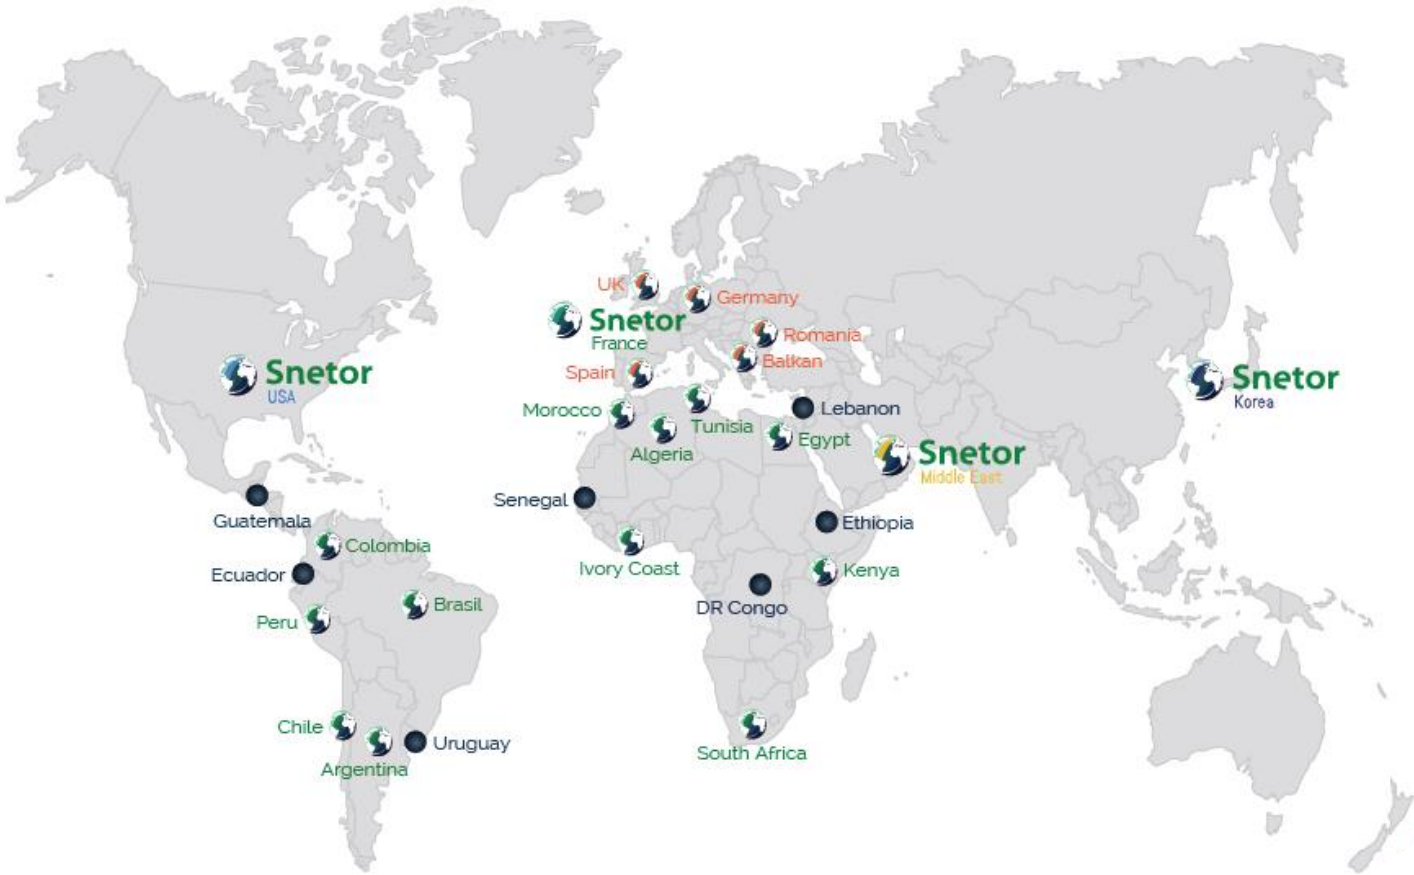 UK
Germany
Snetor
France
Romania
Balkan
Spain
Snetor
USA
Snetor
Korea
Morocco
Tunisia
Lebanon
Algeria
Egypt
Snetor
Middle East
Senegal
Ethiopia
Guatemala
Colombia
Ivory Coast
Kenya
Ecuador
DR Congo
Brasil
Peru
Chile
Uruguay
Argentina
South Africa